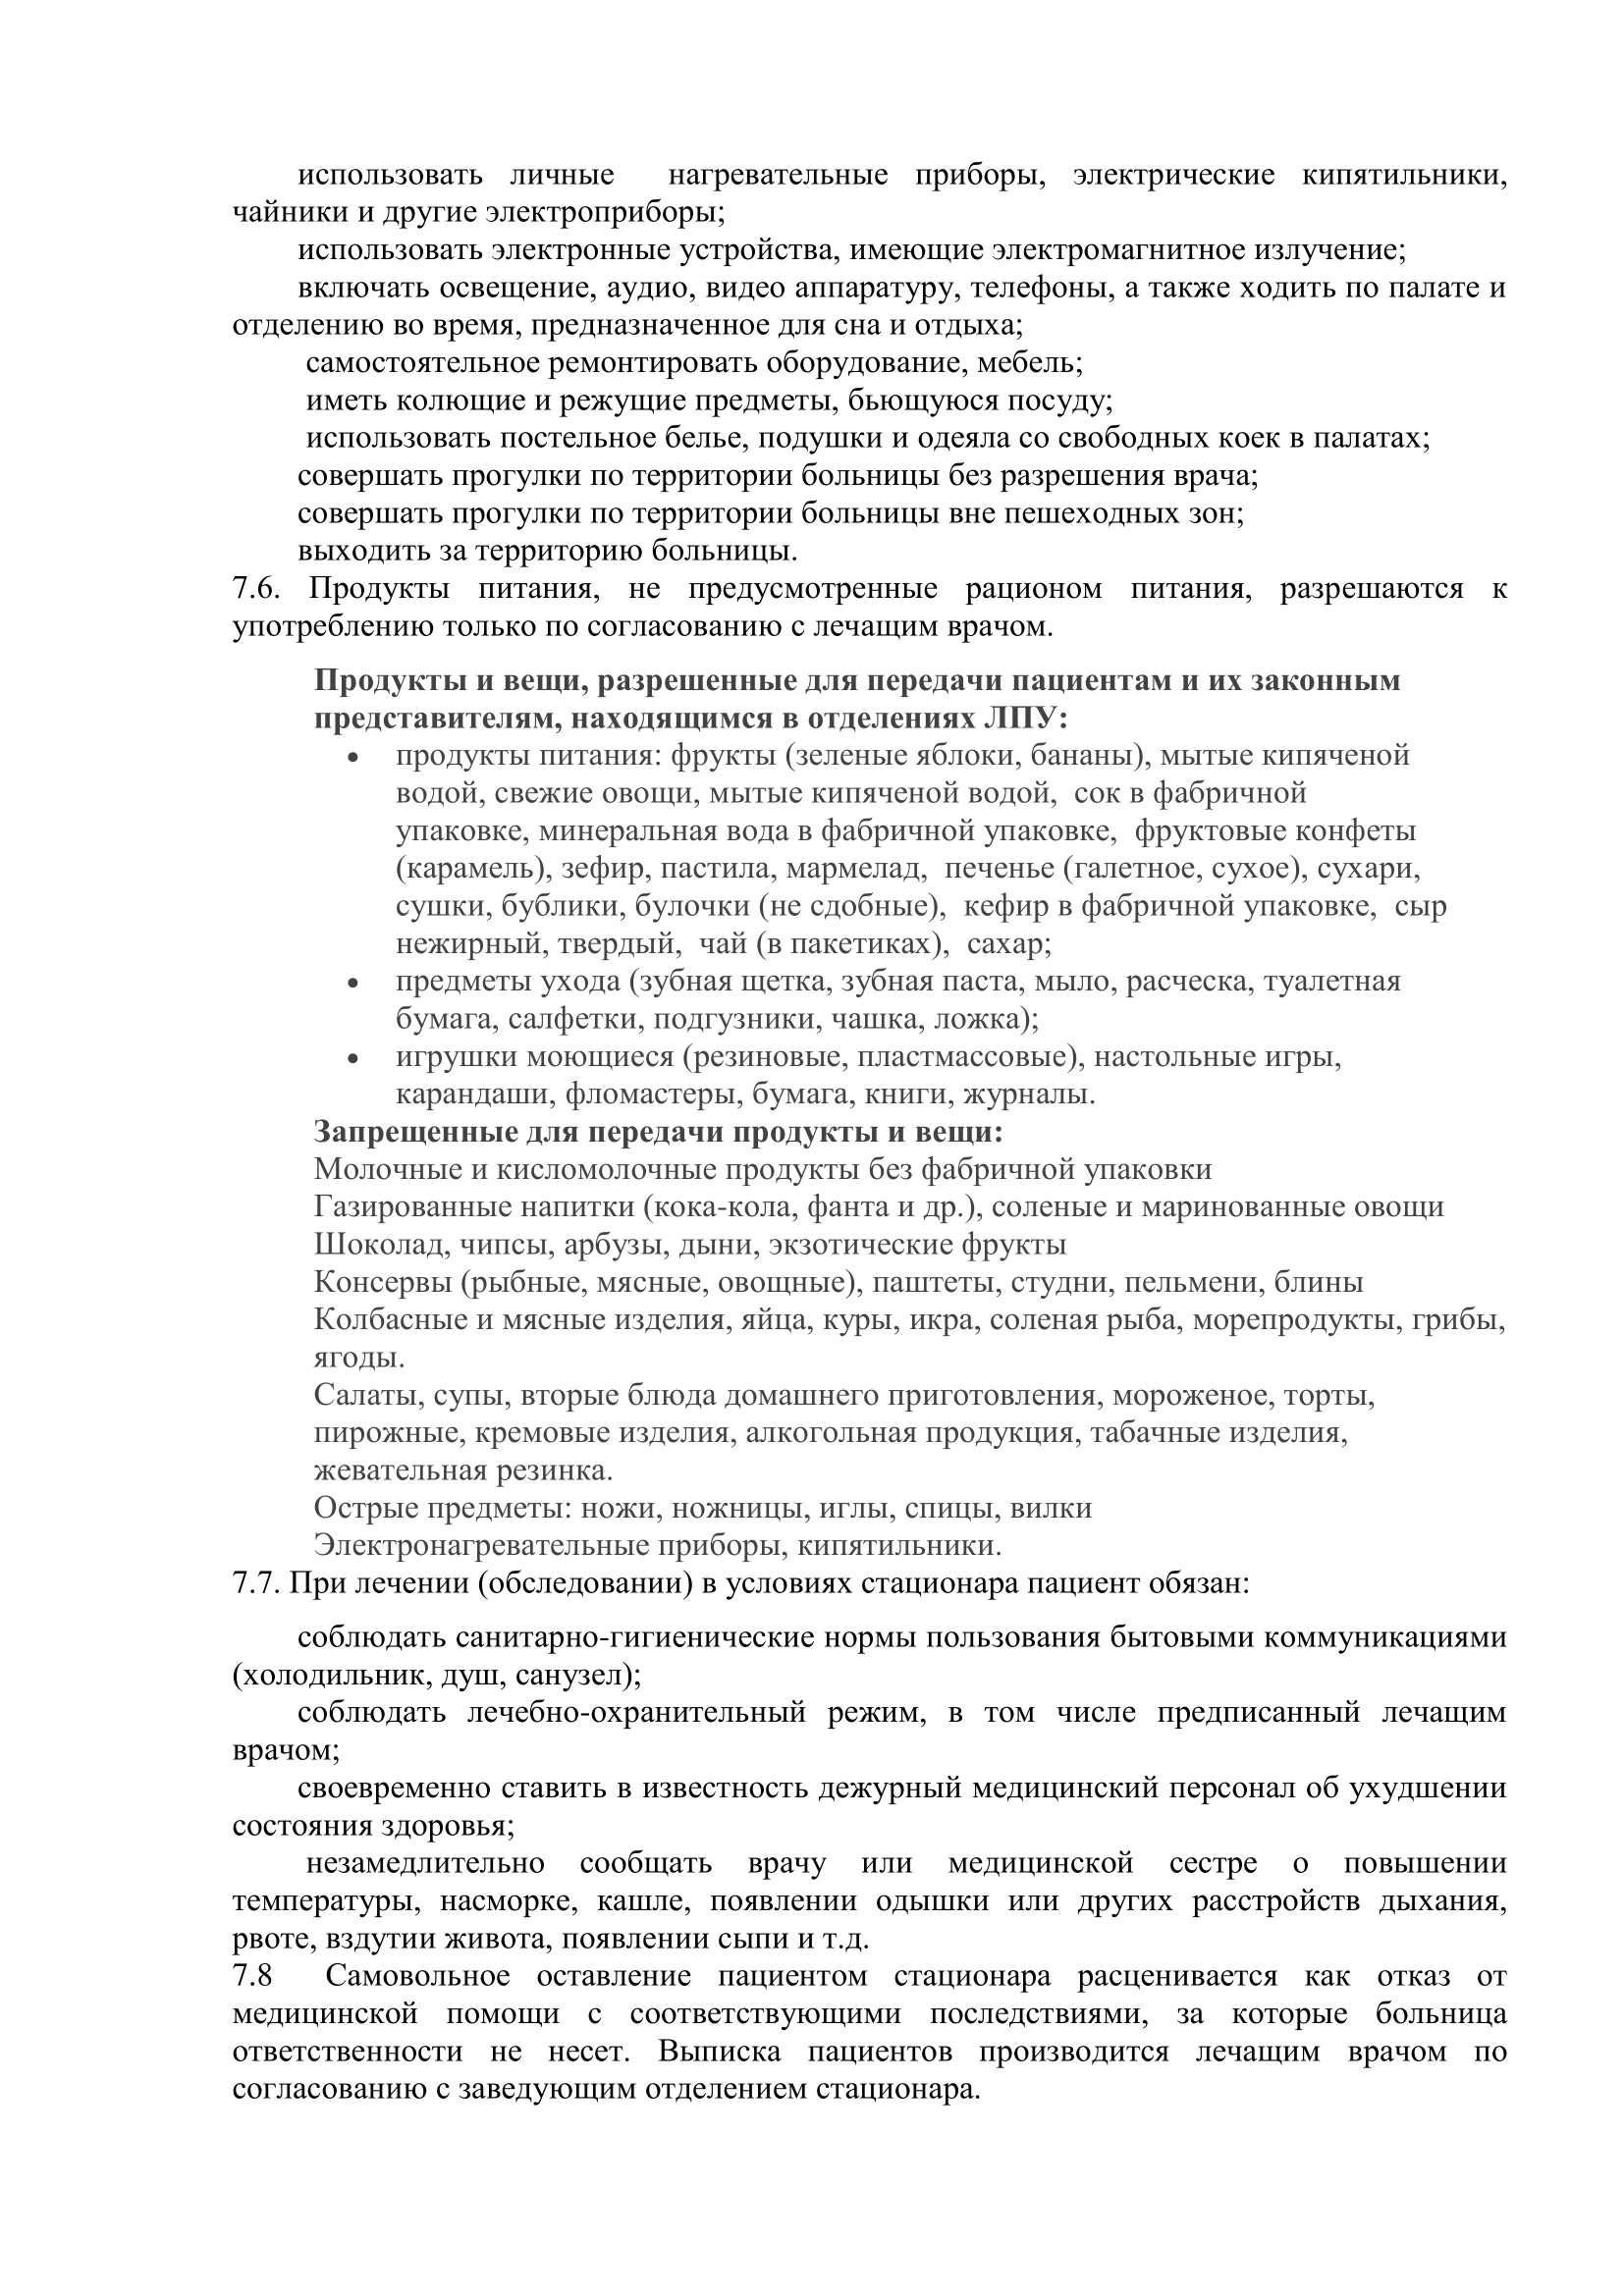 использовать личные нагревательные приборы, электрические кипятильники,
чайники и другие электроприборы;
использовать электронные устройства, имеющие электромагнитное излучение;
включать освещение, аудио, видео аппаратуру, телефоны, а также ходить по палате и
отделению во время, предназначенное для сна и отдыха;
самостоятельное ремонтировать оборудование, мебель;
иметь колющие и режущие предметы, бьющуюся посуду;
использовать постельное белье, подушки и одеяла со свободных коек в палатах;
совершать прогулки по территории больницы без разрешения врача;
совершать прогулки по территории больницы вне пешеходных зон;
выходить за территорию больницы.
7.6. Продукты питания, не предусмотренные рационом питания, разрешаются к
употреблению только по согласованию с лечащим врачом.
Продукты и вещи, разрешенные для передачи пациентам и их законным
представителям, находящимся в отделениях ЛПУ:
• продукты питания: фрукты (зеленые яблоки, бананы), мытые кипяченой
водой, свежие овощи, мытые кипяченой водой, сок в фабричной
упаковке, минеральная вода в фабричной упаковке, фруктовые конфеты
(карамель), зефир, пастила, мармелад, печенье (галетное, сухое), сухари,
сушки, бублики, булочки (не сдобные), кефир в фабричной упаковке, сыр
нежирный, твердый, чай (в пакетиках), сахар;
• предметы ухода (зубная щетка, зубная паста, мыло, расческа, туалетная
бумага, салфетки, подгузники, чашка, ложка);
• игрушки моющиеся (резиновые, пластмассовые), настольные игры,
карандаши, фломастеры, бумага, книги, журналы.
Запрещенные для передачи продукты и вещи:
Молочные и кисломолочные продукты без фабричной упаковки
Газированные напитки (кока-кола, фанта и др.), соленые и маринованные овощи
Шоколад, чипсы, арбузы, дыни, экзотические фрукты
Консервы (рыбные, мясные, овощные), паштеты, студни, пельмени, блины
Колбасные и мясные изделия, яйца, куры, икра, соленая рыба, морепродукты, грибы,
ягоды.
Салаты, супы, вторые блюда домашнего приготовления, мороженое, торты,
пирожные, кремовые изделия, алкогольная продукция, табачные изделия,
жевательная резинка.
Острые предметы: ножи, ножницы, иглы, спицы, вилки
Электронагревательные приборы, кипятильники.
7.7. При лечении (обследовании) в условиях стационара пациент обязан:
соблюдать санитарно-гигиенические нормы пользования бытовыми коммуникациями
(холодильник, душ, санузел);
соблюдать лечебно-охранительный режим, в том числе предписанный лечащим
врачом;
своевременно ставить в известность дежурный медицинский персонал об ухудшении
состояния здоровья;
незамедлительно сообщать врачу или медицинской сестре о повышении
температуры, насморке, кашле, появлении одышки или других расстройств дыхания,
рвоте, вздутии живота, появлении сыпи и т.д.
7.8 Самовольное оставление пациентом стационара расценивается как отказ от
медицинской помощи с соответствующими последствиями, за которые больница
ответственности не несет. Выписка пациентов производится лечащим врачом по
согласованию с заведующим отделением стационара.